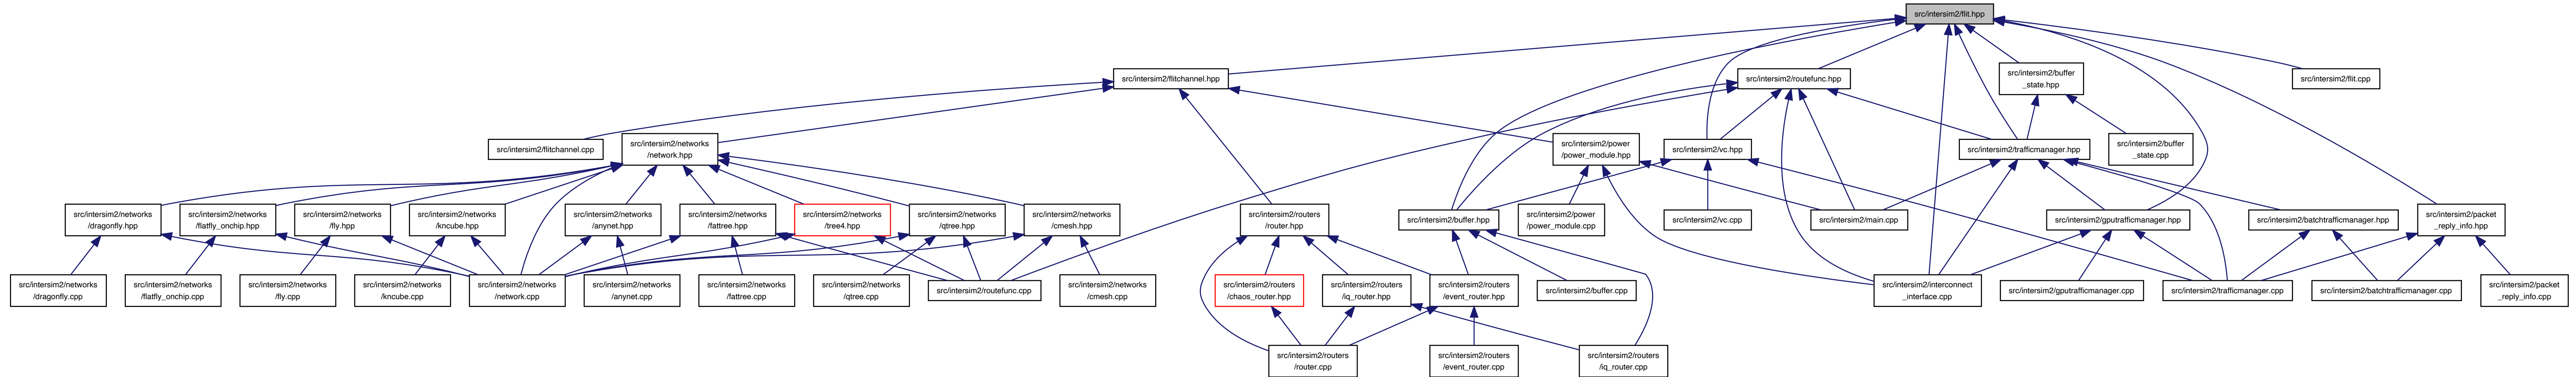 src/intersim2/flit.hpp
src/intersim2/flitchannel.hpp
src/intersim2/routefunc.hpp
src/intersim2/buffer
_state.hpp
src/intersim2/flit.cpp
src/intersim2/flitchannel.cpp
src/intersim2/networks
/network.hpp
src/intersim2/power
/power_module.hpp
src/intersim2/vc.hpp
src/intersim2/trafficmanager.hpp
src/intersim2/buffer
_state.cpp
src/intersim2/networks
/dragonfly.hpp
src/intersim2/networks
/flatfly_onchip.hpp
src/intersim2/networks
/fly.hpp
src/intersim2/networks
/kncube.hpp
src/intersim2/networks
/anynet.hpp
src/intersim2/networks
/fattree.hpp
src/intersim2/networks
/tree4.hpp
src/intersim2/networks
/qtree.hpp
src/intersim2/networks
/cmesh.hpp
src/intersim2/routers
/router.hpp
src/intersim2/buffer.hpp
src/intersim2/power
/power_module.cpp
src/intersim2/vc.cpp
src/intersim2/main.cpp
src/intersim2/gputrafficmanager.hpp
src/intersim2/batchtrafficmanager.hpp
src/intersim2/packet
_reply_info.hpp
src/intersim2/networks
/dragonfly.cpp
src/intersim2/networks
/flatfly_onchip.cpp
src/intersim2/networks
/fly.cpp
src/intersim2/networks
/kncube.cpp
src/intersim2/networks
/network.cpp
src/intersim2/networks
/anynet.cpp
src/intersim2/networks
/fattree.cpp
src/intersim2/networks
/qtree.cpp
src/intersim2/routefunc.cpp
src/intersim2/networks
/cmesh.cpp
src/intersim2/routers
/chaos_router.hpp
src/intersim2/routers
/iq_router.hpp
src/intersim2/routers
/event_router.hpp
src/intersim2/buffer.cpp
src/intersim2/interconnect
_interface.cpp
src/intersim2/gputrafficmanager.cpp
src/intersim2/trafficmanager.cpp
src/intersim2/batchtrafficmanager.cpp
src/intersim2/packet
_reply_info.cpp
src/intersim2/routers
/router.cpp
src/intersim2/routers
/event_router.cpp
src/intersim2/routers
/iq_router.cpp